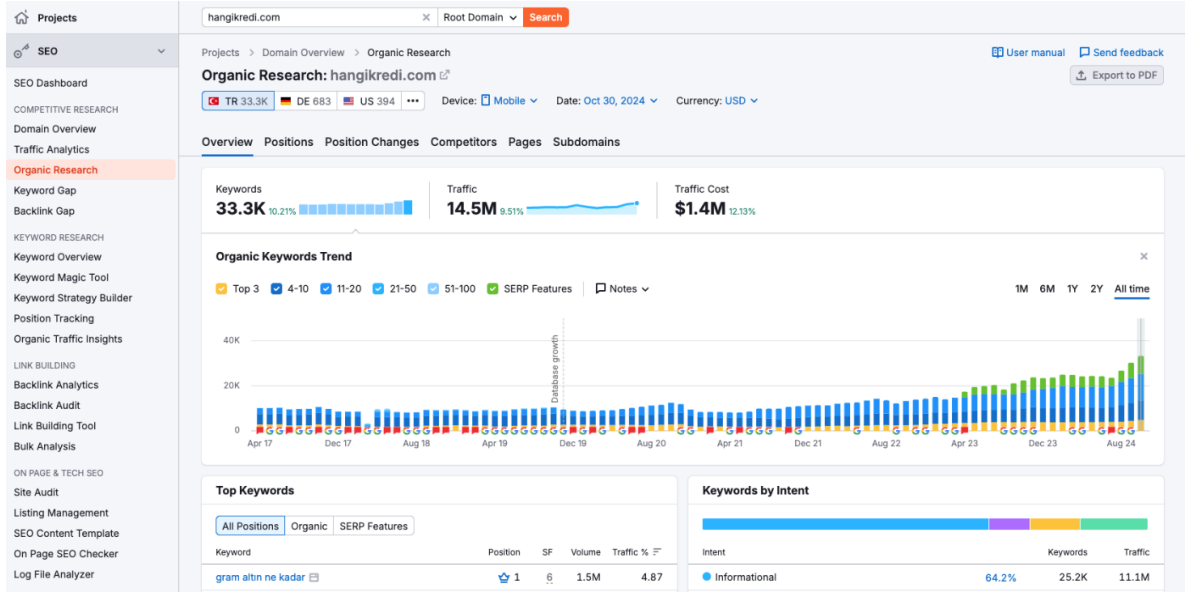 Projects
SEO
SEO Dashboard
COMPETITIVE RESEARCH
Domain Overview
Traffic Analytics
Organic Research
Keyword Gap
Backlink Gap
KEYWORD RESEARCH
Keyword Overview
Keyword Magic Tool
Keyword Strategy Builder
Position Tracking
Organic Traffic Insights
LINK BUILDING
Backlink Analytics
Backlink Audit
Link Building Tool
Bulk Analysis
ON PAGE & TECH SEO
Site Audit
Listing Management
SEO Content Template
On Page SEO Checker
Log File Analyzer
hangikredi.com × Root Domain Search
Projects > Domain Overview > Organic Research
User manual Send feedback
Organic Research: hangikredi.com
Export to PDF
TR 33.3K DE 683 US 394 ••• Device: Mobile Date: Oct 30, 2024 Currency: USD
Overview Positions Position Changes Competitors Pages Subdomains
Keywords Traffic Traffic Cost
33.3K 10.21% 14.5M 9.51% $1.4M 12.13%
Organic Keywords Trend ×
Top 3 4-10 11-20 21-50 51-100 SERP Features Notes 1M 6M 1Y 2Y All time
40K
20K
0
Database growth
Apr 17 Dec 17 Aug 18 Apr 19 Dec 19 Aug 20 Apr 21 Dec 21 Aug 22 Apr 23 Dec 23 Aug 24
Top Keywords
All Positions Organic SERP Features
Keyword Position SF Volume Traffic %
gram altın ne kadar 1 6 1.5M 4.87
Keywords by Intent
Intent Keywords Traffic
Informational 64.2% 25.2K 11.1M